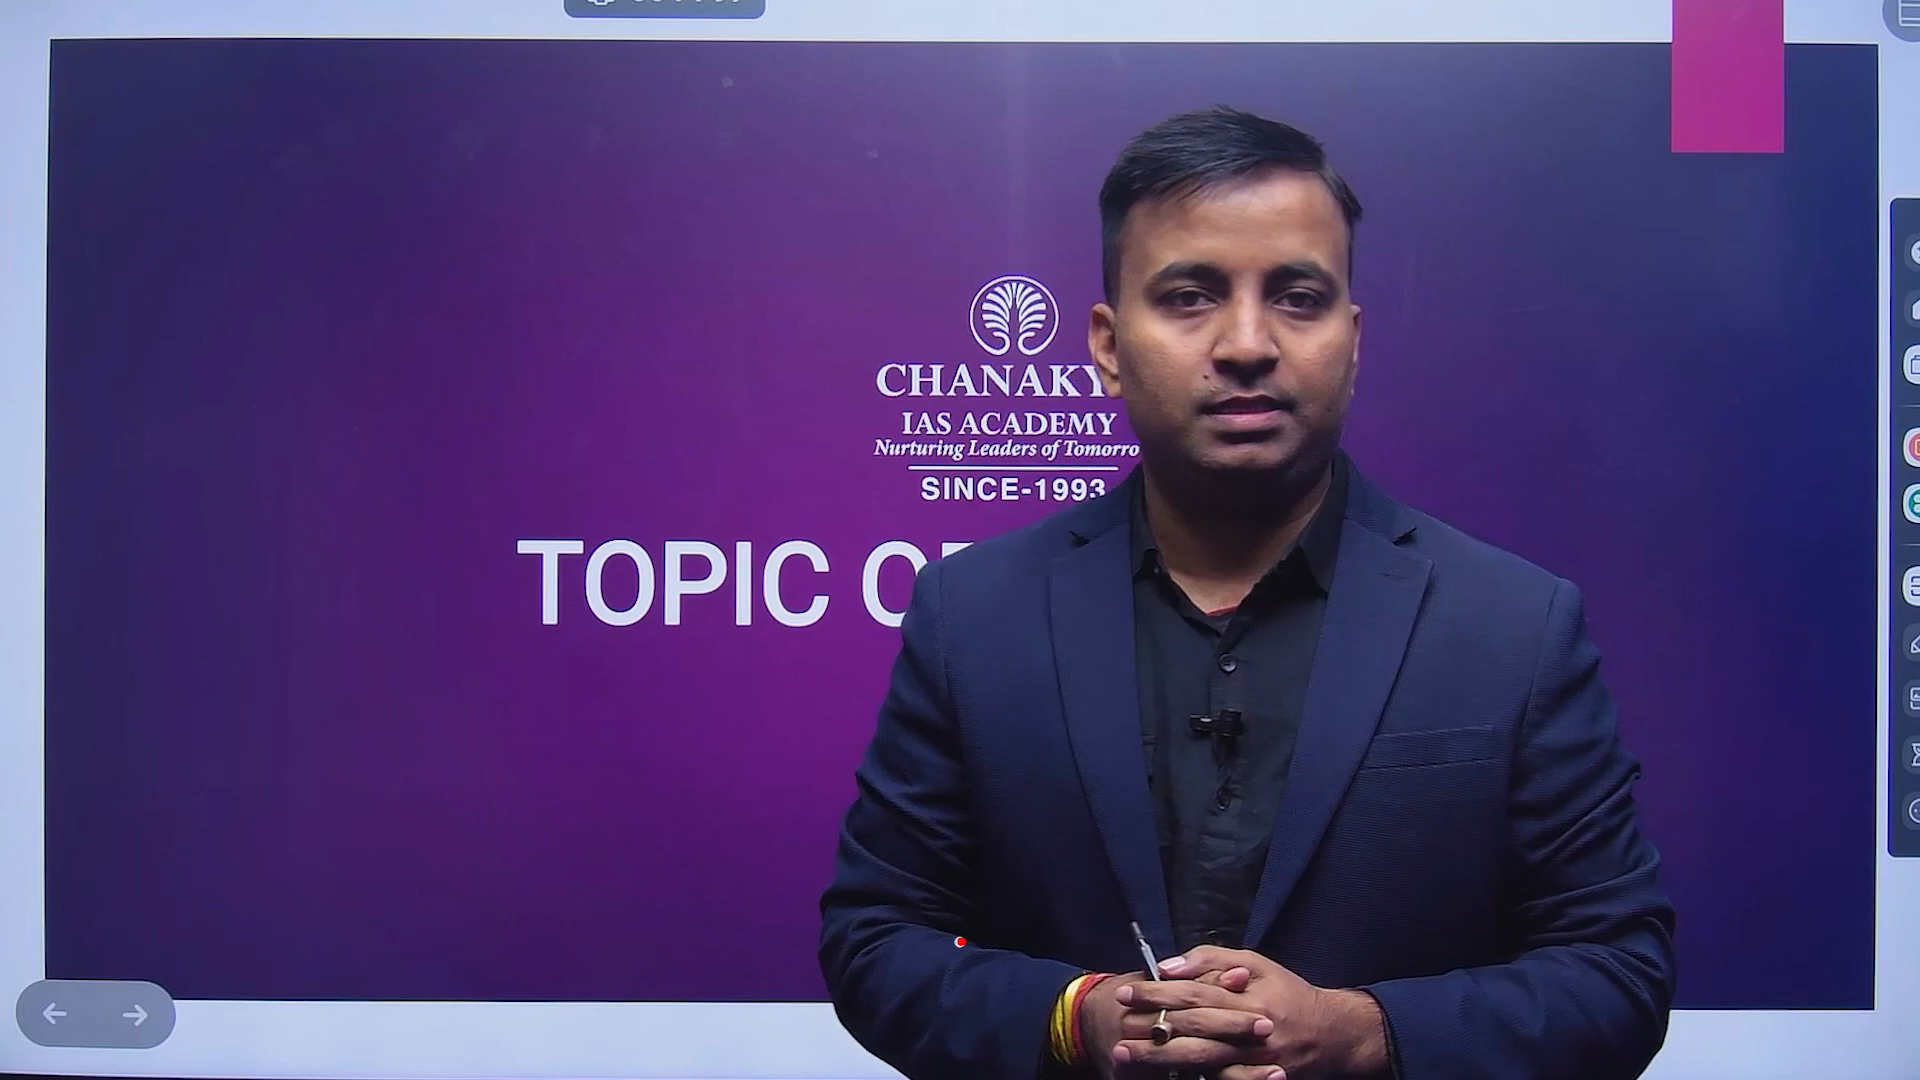 CHANAKY
IAS ACADEMY
Nurturing Leaders of Tomorro
SINCE-1993
TOPIC O